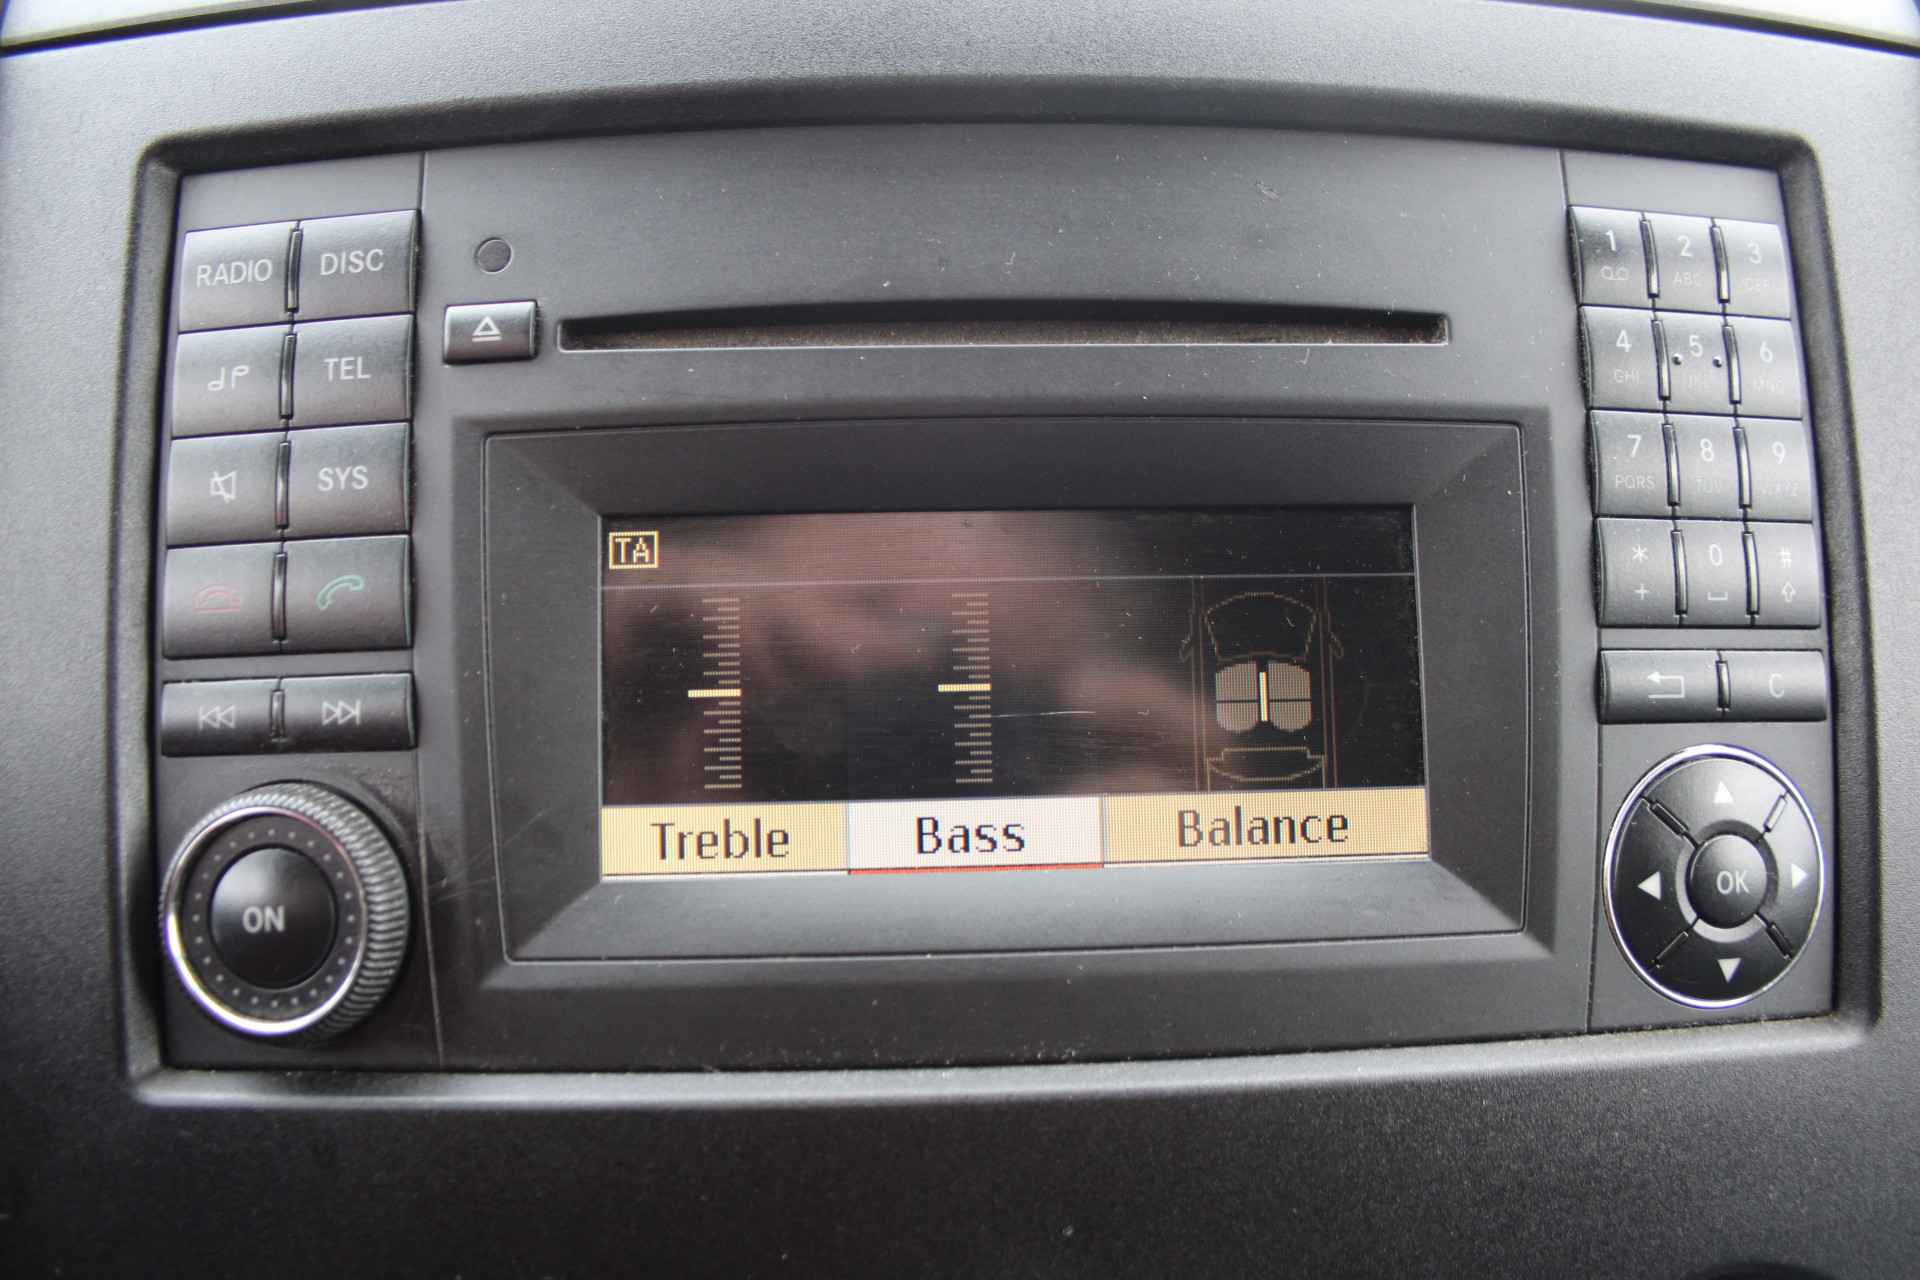 RADIO DISC
TEL
SYS
ON
TA
Treble Bass Balance
1 2 3
ABC
4 5 6
GHI MNO
7 8 9
PQRS TUV
* 0 #
+
C
OK